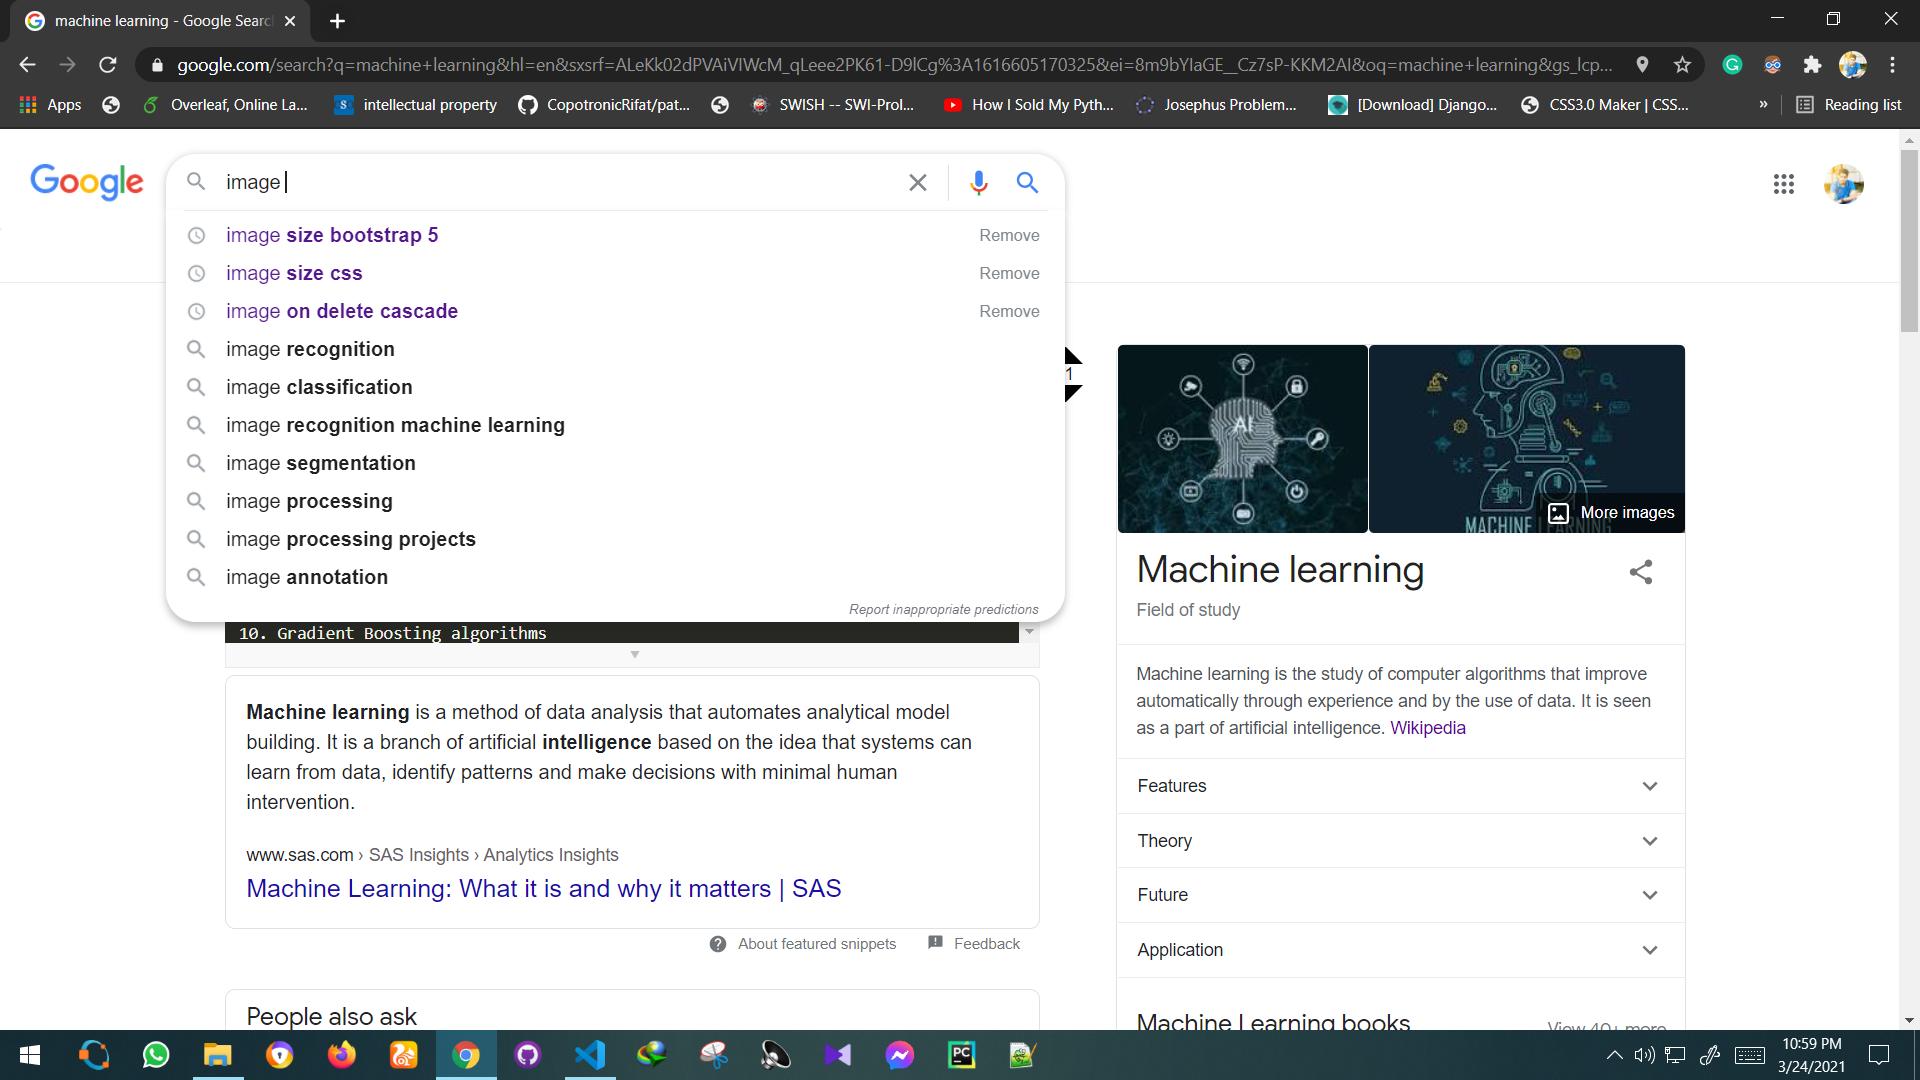 machine learning - Google Searc
google.com/search?q=machine+learning&hl=en&sxsrf=ALeKk02dPVAiVIWcM_qLeee2PK61-D9lCg%3A1616605170325&ei=8m9bYIaGE__Cz7sP-KKM2AI&oq=machine+learning&gs_lcp...
Apps
Overleaf, Online La...
intellectual property
CopotronicRifat/pat...
SWISH -- SWI-Prol...
How I Sold My Pyth...
Josephus Problem...
[Download] Django...
CSS3.0 Maker | CSS...
»
Reading list
Google
image
image size bootstrap 5
Remove
image size css
Remove
image on delete cascade
Remove
image recognition
image classification
image recognition machine learning
image segmentation
image processing
image processing projects
image annotation
Report inappropriate predictions
10. Gradient Boosting algorithms
Machine learning is a method of data analysis that automates analytical model
building. It is a branch of artificial intelligence based on the idea that systems can
learn from data, identify patterns and make decisions with minimal human
intervention.
www.sas.com › SAS Insights › Analytics Insights
Machine Learning: What it is and why it matters | SAS
About featured snippets
Feedback
People also ask
1
AI
MACHINE LEARNING
More images
Machine learning
Field of study
Machine learning is the study of computer algorithms that improve
automatically through experience and by the use of data. It is seen
as a part of artificial intelligence. Wikipedia
Features
Theory
Future
Application
Machine Learning books
View 40+ more
10:59 PM
3/24/2021